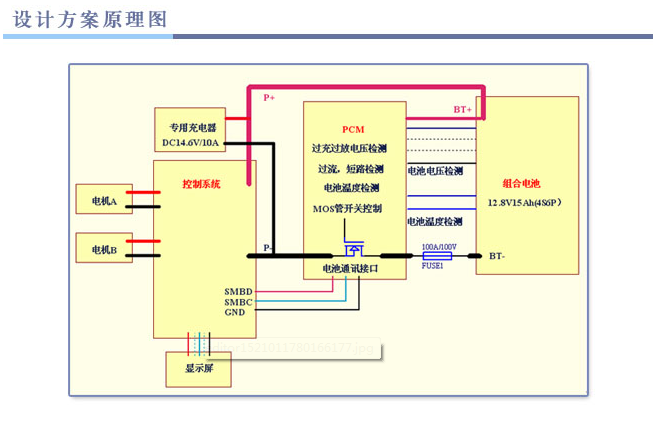 设计方案原理图
P+
BT+
专用充电器
DC14.6V/10A
PCM
过充过放电压检测
过流，短路检测
电池温度检测
MOS管开关控制
电池电压检测
组合电池
12.8V15Ah(4S6P）
控制系统
电机A
电池温度检测
电机B
P-
100A/100V
FUSE1
BT-
电池通讯接口
SMBD
SMBC
GND
显示屏